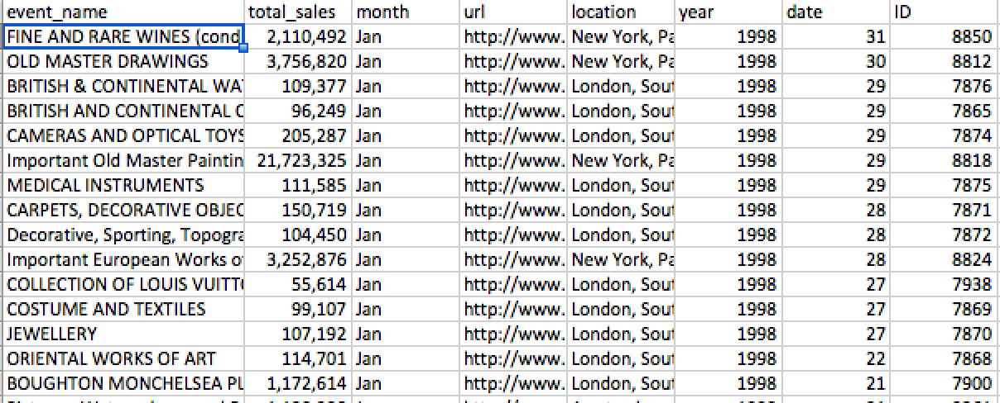 event_name total_sales month url location year date ID
FINE AND RARE WINES (cond 2,110,492 Jan http://www. New York, Pa 1998 31 8850
OLD MASTER DRAWINGS 3,756,820 Jan http://www. New York, Pa 1998 30 8812
BRITISH & CONTINENTAL WA 109,377 Jan http://www. London, Sout 1998 29 7876
BRITISH AND CONTINENTAL C 96,249 Jan http://www. London, Sout 1998 29 7865
CAMERAS AND OPTICAL TOYS 205,287 Jan http://www. London, Sout 1998 29 7874
Important Old Master Paintin 21,723,325 Jan http://www. New York, Pa 1998 29 8818
MEDICAL INSTRUMENTS 111,585 Jan http://www. London, Sout 1998 29 7875
CARPETS, DECORATIVE OBJEC 150,719 Jan http://www. London, Sout 1998 28 7871
Decorative, Sporting, Topogra 104,450 Jan http://www. London, Sout 1998 28 7872
Important European Works of 3,252,876 Jan http://www. New York, Pa 1998 28 8824
COLLECTION OF LOUIS VUITT 55,614 Jan http://www. London, Sout 1998 27 7938
COSTUME AND TEXTILES 99,107 Jan http://www. London, Sout 1998 27 7869
JEWELLERY 107,192 Jan http://www. London, Sout 1998 27 7870
ORIENTAL WORKS OF ART 114,701 Jan http://www. London, Sout 1998 22 7868
BOUGHTON MONCHELSEA PL 1,172,614 Jan http://www. London, Sout 1998 21 7900